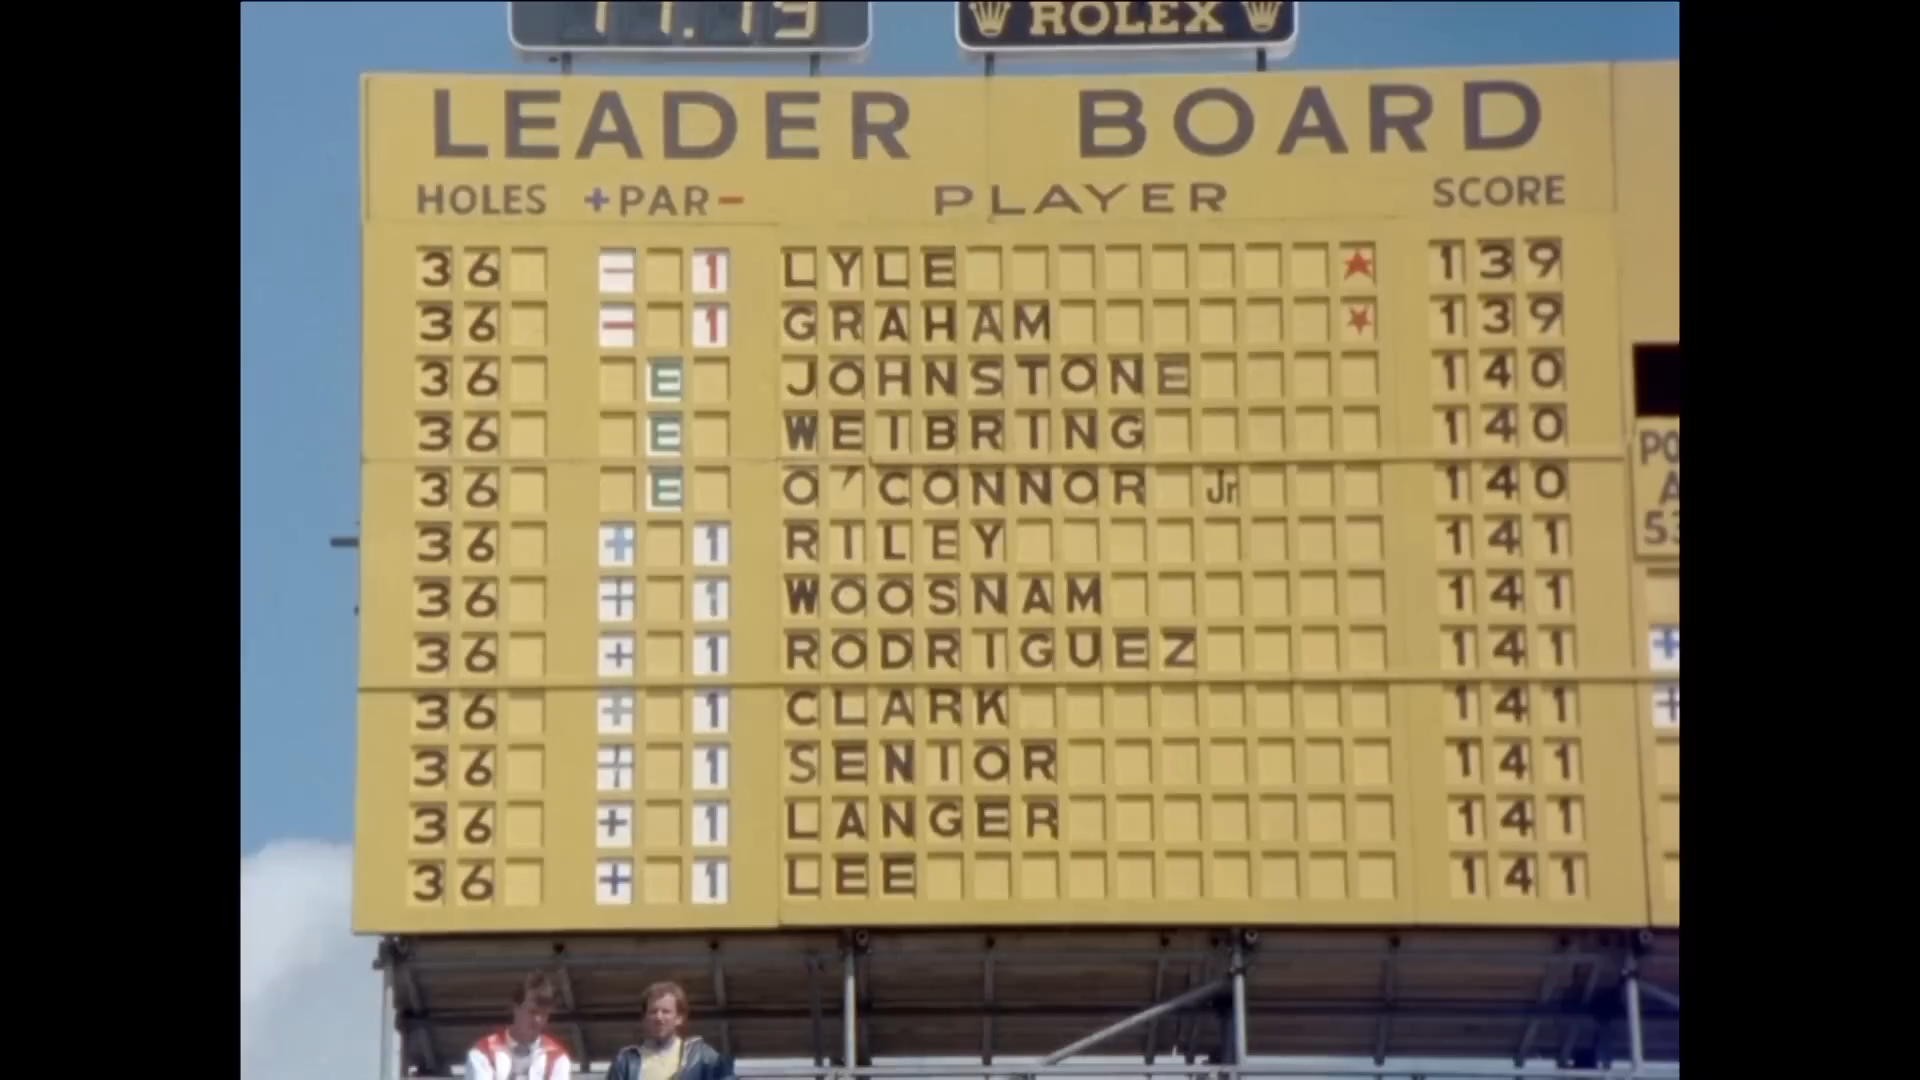 11.19
ROLEX
LEADER BOARD
HOLES +PAR- PLAYER SCORE
36 - 1 LYLE ★ 139
36 - 1 GRAHAM ★ 139
36 E JOHNSTONE 140
36 E WEIBRING 140
36 E O'CONNOR Jr 140
36 + 1 RILEY 141
36 + 1 WOOSNAM 141
36 + 1 RODRIGUEZ 141
36 + 1 CLARK 141
36 + 1 SENIOR 141
36 + 1 LANGER 141
36 + 1 LEE 141